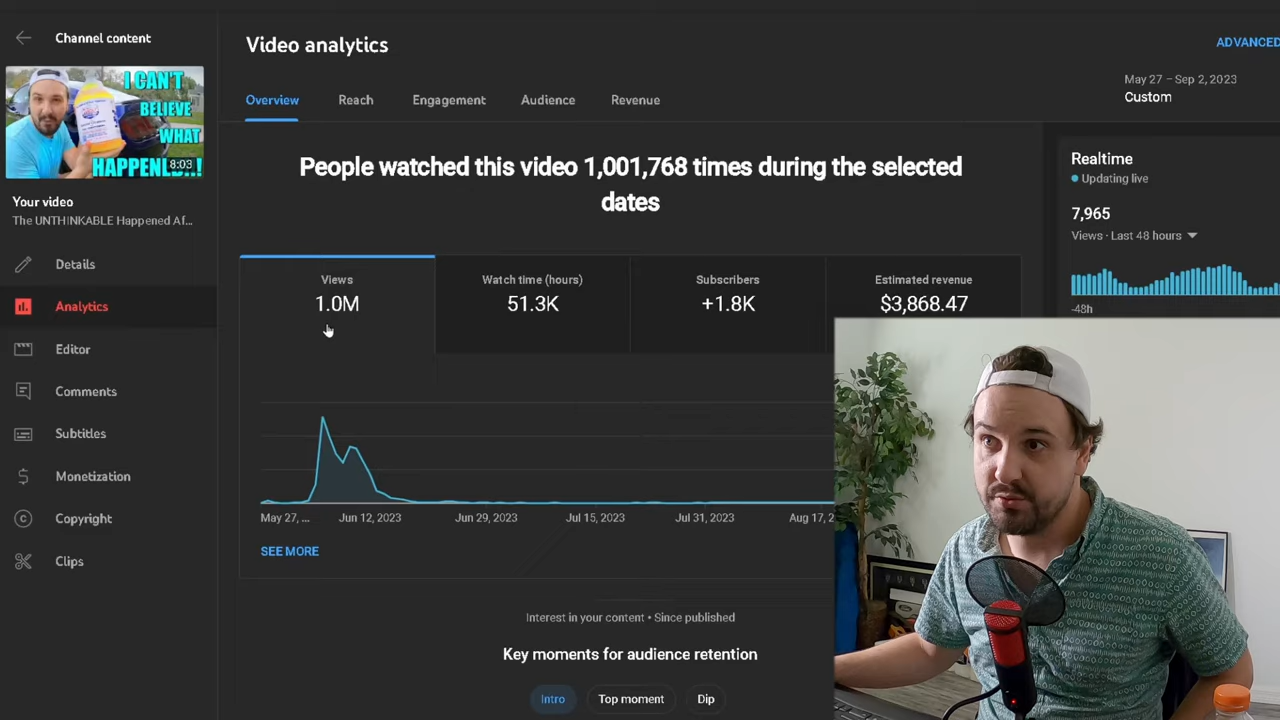 Channel content
I CAN'T
BELIEVE
WHAT
8:03
Your video
The UNTHINKABLE Happened Af...
Details
Analytics
Editor
Comments
Subtitles
Monetization
Copyright
Clips
Video analytics
ADVANCED
May 27 – Sep 2, 2023
Custom
Overview
Reach
Engagement
Audience
Revenue
People watched this video 1,001,768 times during the selected
dates
Views
1.0M
Watch time (hours)
51.3K
Subscribers
+1.8K
Estimated revenue
$3,868.47
May 27, ...
Jun 12, 2023
Jun 29, 2023
Jul 15, 2023
Jul 31, 2023
Aug 17, 2
SEE MORE
Interest in your content • Since published
Key moments for audience retention
Intro
Top moment
Dip
Realtime
Updating live
7,965
Views · Last 48 hours
-48h